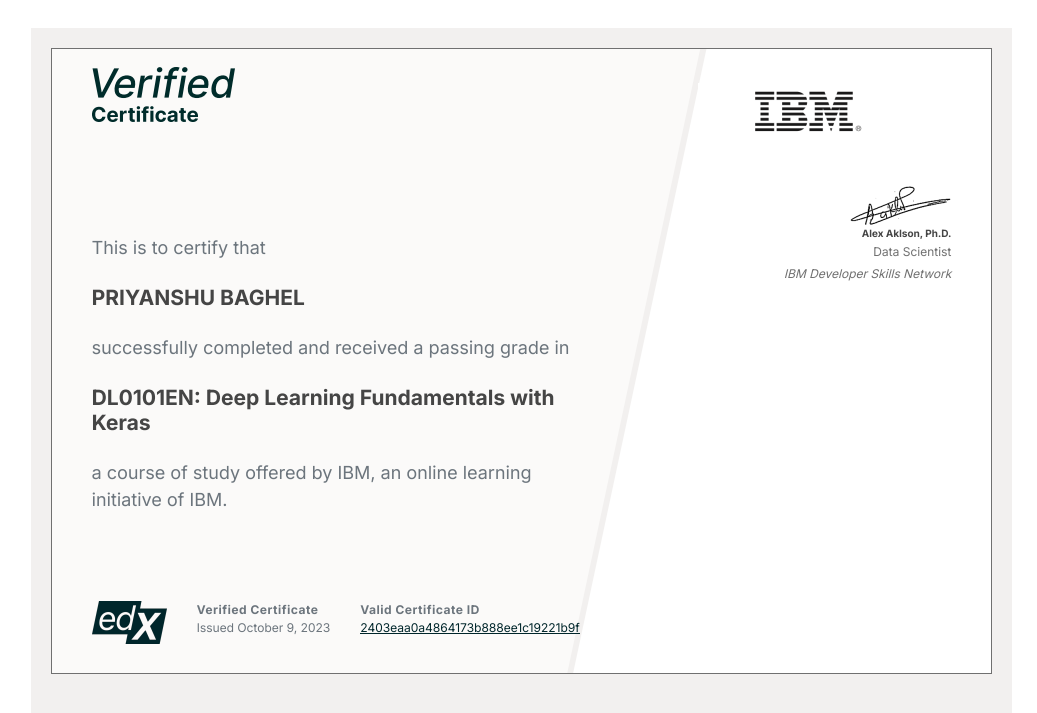 Verified
Certificate
IBM®
Alex Aklson, Ph.D.
Data Scientist
IBM Developer Skills Network
This is to certify that
PRIYANSHU BAGHEL
successfully completed and received a passing grade in
DL0101EN: Deep Learning Fundamentals with
Keras
a course of study offered by IBM, an online learning
initiative of IBM.
edX
Verified Certificate
Issued October 9, 2023
Valid Certificate ID
2403eaa0a4864173b888ee1c19221b9f